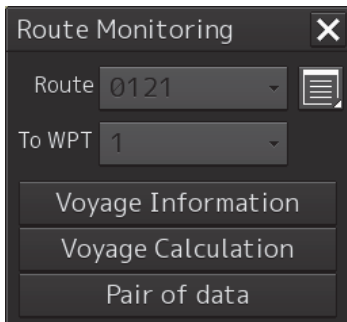 Route Monitoring
Route 0121
To WPT 1
Voyage Information
Voyage Calculation
Pair of data